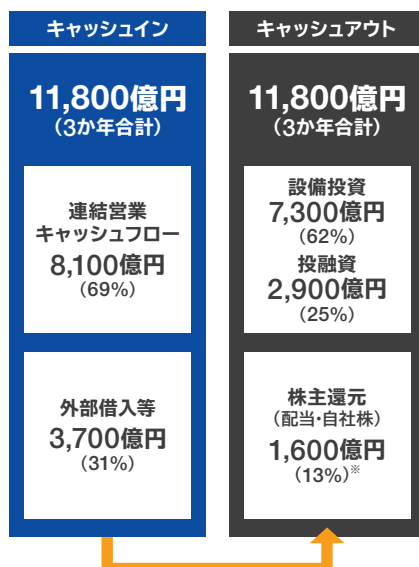 キャッシュイン
11,800億円
(3か年合計)
連結営業
キャッシュフロー
8,100億円
(69%)
外部借入等
3,700億円
(31%)
キャッシュアウト
11,800億円
(3か年合計)
設備投資
7,300億円
(62%)
投融資
2,900億円
(25%)
株主還元
(配当・自社株)
1,600億円
(13%)※